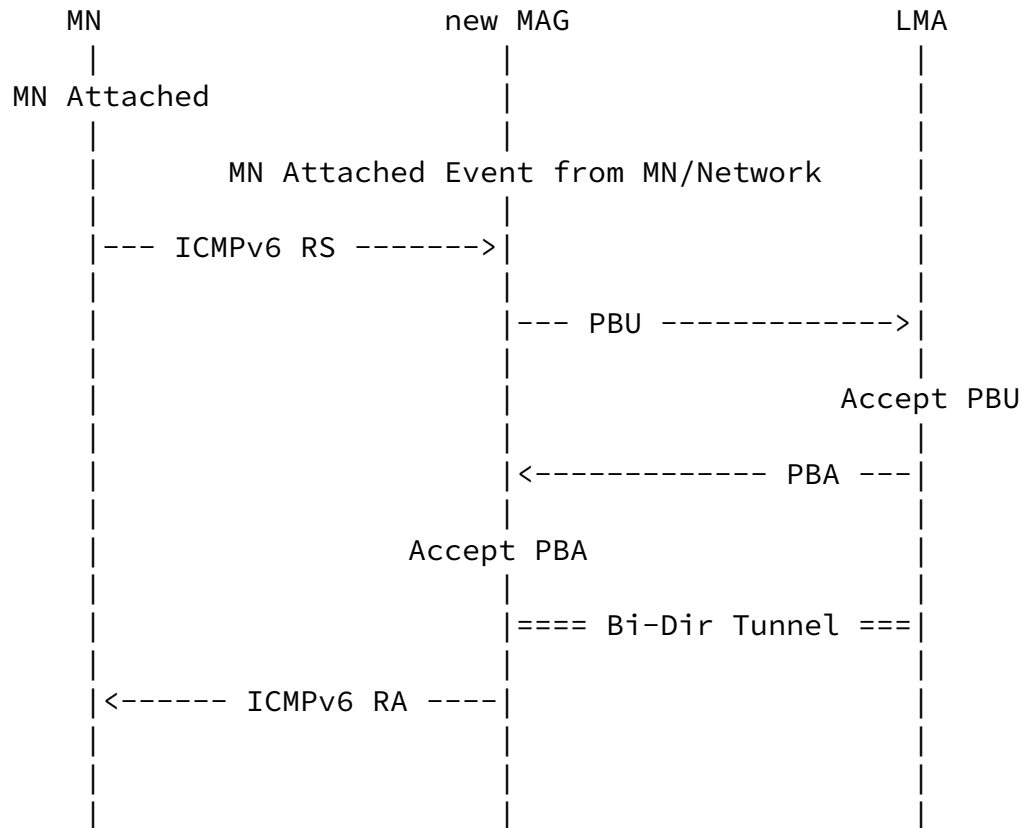 MN new MAG LMA
MN Attached
MN Attached Event from MN/Network
|--- ICMPv6 RS ------->|
|--- PBU ------------->|
Accept PBU
|<------------- PBA ---|
Accept PBA
|==== Bi-Dir Tunnel ===|
|<------ ICMPv6 RA ----|